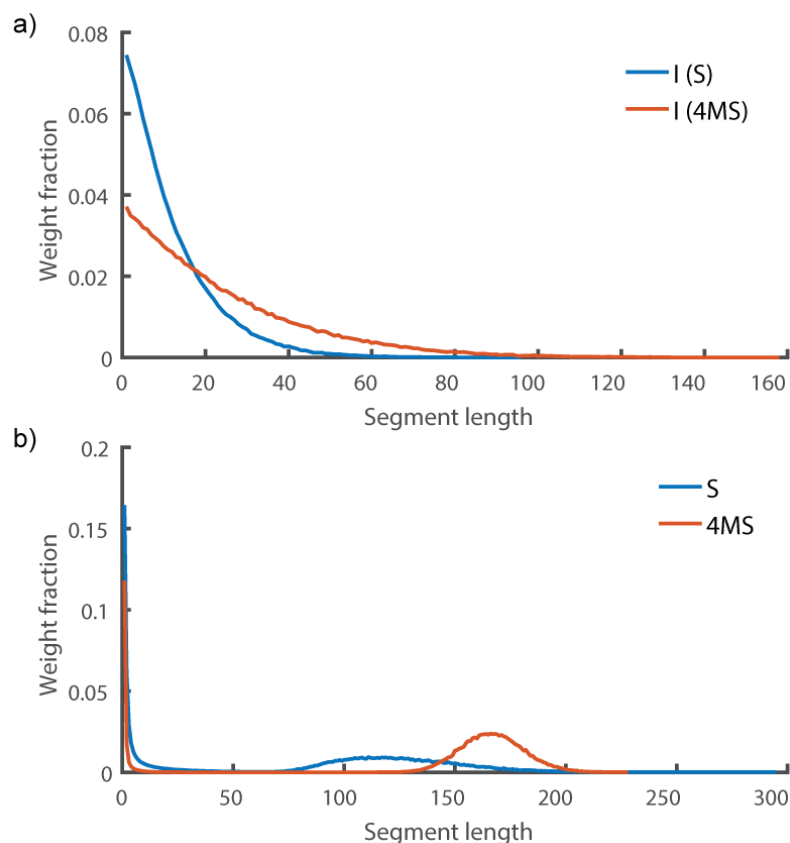 a)
0.08
0.06
0.04
0.02
0
Weight fraction
I (S)
I (4MS)
0 20 40 60 80 100 120 140 160
Segment length
b)
0.2
0.15
0.1
0.05
0
Weight fraction
S
4MS
0 50 100 150 200 250 300
Segment length